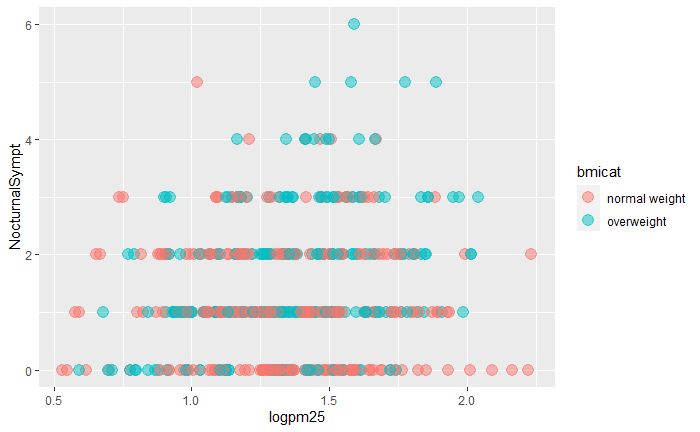 6
4
2
0
NocturnalSympt
0.5 1.0 1.5 2.0
logpm25
bmicat
normal weight
overweight